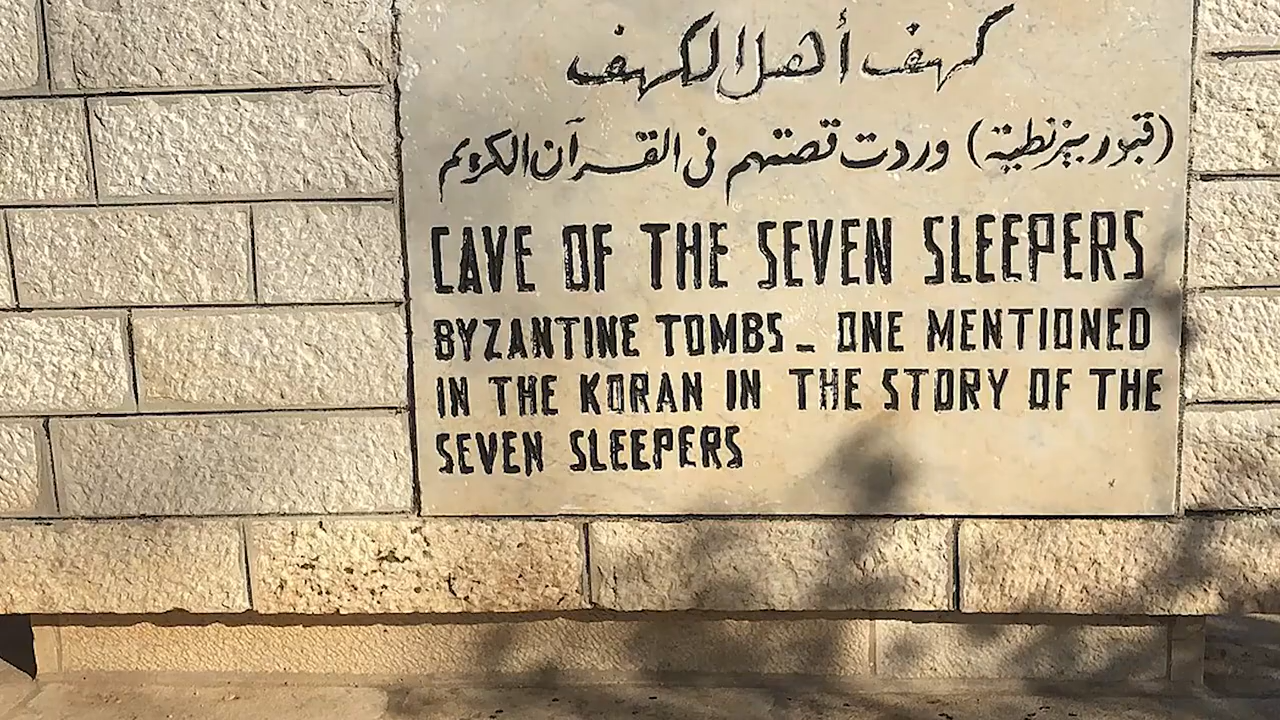 كهف أهل الكهف
(قبور بيزنطية) وردت قصتهم في القرآن الكريم
CAVE OF THE SEVEN SLEEPERS
BYZANTINE TOMBS_ ONE MENTIONED
IN THE KORAN IN THE STORY OF THE
SEVEN SLEEPERS